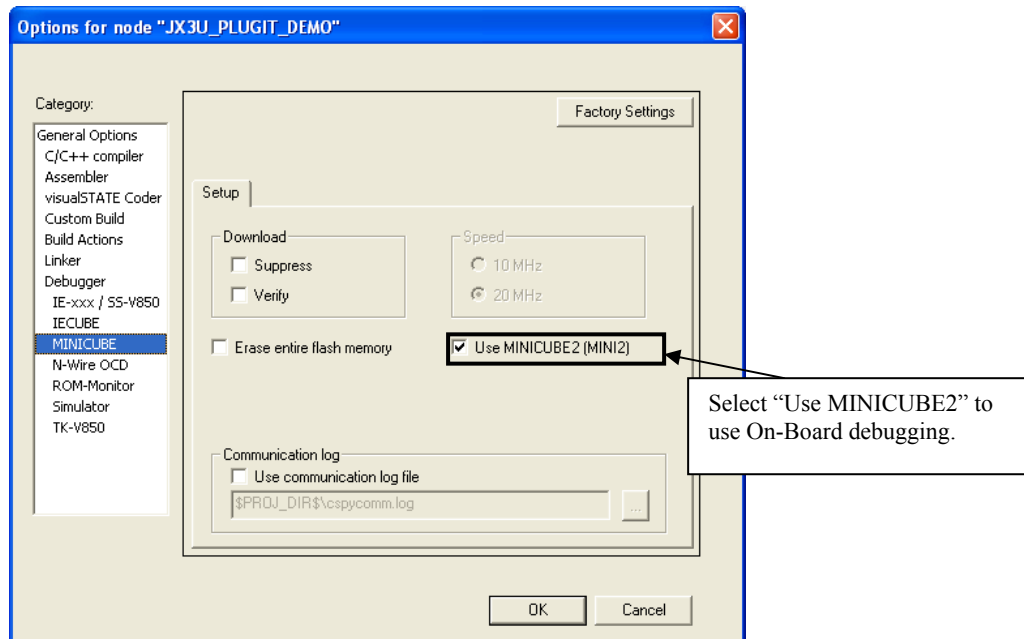 Options for node "JX3U_PLUGIT_DEMO"
Category:
General Options
C/C++ compiler
Assembler
visualSTATE Coder
Custom Build
Build Actions
Linker
Debugger
IE-xxx / SS-V850
IECUBE
MINICUBE
N-Wire OCD
ROM-Monitor
Simulator
TK-V850
Factory Settings
Setup
Download
Suppress
Verify
Speed
10 MHz
20 MHz
Erase entire flash memory
Use MINICUBE2 (MINI2)
Select “Use MINICUBE2” to
use On-Board debugging.
Communication log
Use communication log file
$PROJ_DIR$\cspycomm.log
...
OK
Cancel